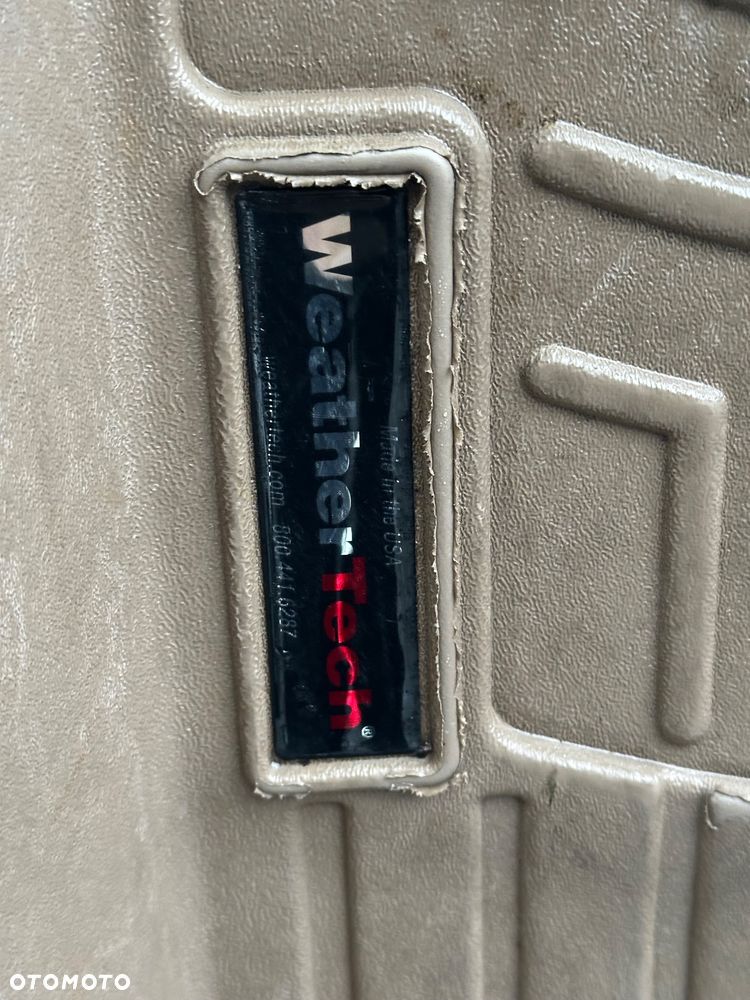 Made in the USA
WeatherTech®
weathertech.com 800.441.6287
OTOMOTO